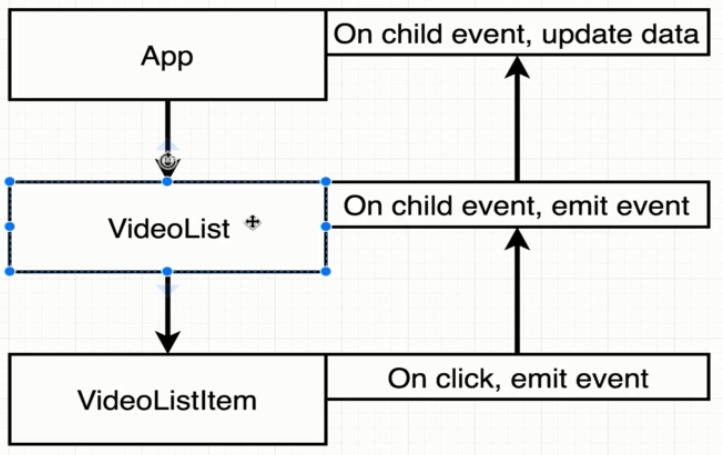 App
On child event, update data
VideoList
On child event, emit event
VideoListItem
On click, emit event